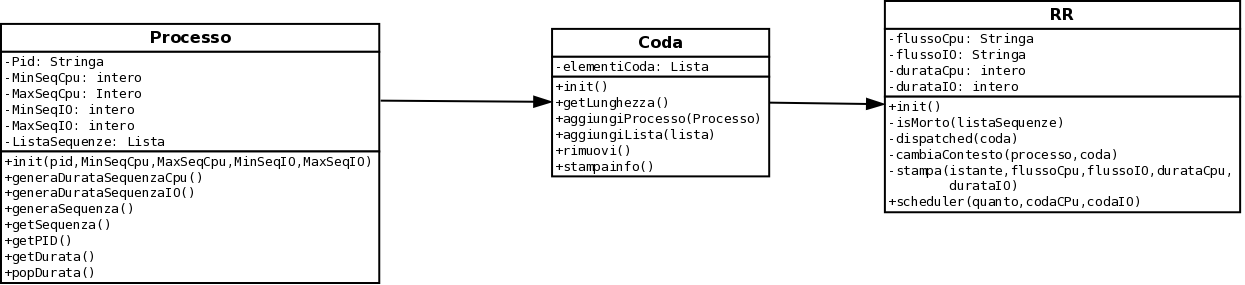 Processo
-Pid: Stringa
-MinSeqCpu: intero
-MaxSeqCpu: Intero
-MinSeqIO: intero
-MaxSeqIO: intero
-ListaSequenze: Lista
+init(pid,MinSeqCpu,MaxSeqCpu,MinSeqIO,MaxSeqIO)
+generaDurataSequenzaCpu()
+generaDurataSequenzaIO()
+generaSequenza()
+getSequenza()
+getPID()
+getDurata()
+popDurata()
Coda
-elementiCoda: Lista
+init()
+getLunghezza()
+aggiungiProcesso(Processo)
+aggiungiLista(lista)
+rimuovi()
+stampainfo()
RR
-flussoCpu: Stringa
-flussoIO: Stringa
-durataCpu: intero
-durataIO: intero
+init()
-isMorto(listaSequenze)
-dispatched(coda)
-cambiaContesto(processo,coda)
-stampa(istante,flussoCpu,flussoIO,durataCpu,
durataIO)
+scheduler(quanto,codaCPu,codaIO)